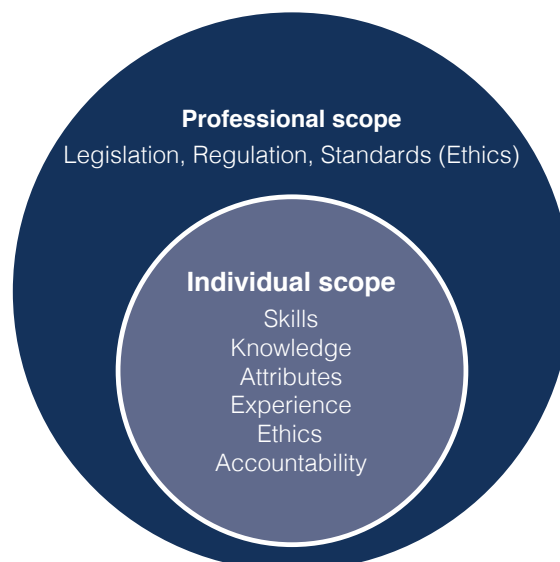 Professional scope
Legislation, Regulation, Standards (Ethics)
Individual scope
Skills
Knowledge
Attributes
Experience
Ethics
Accountability